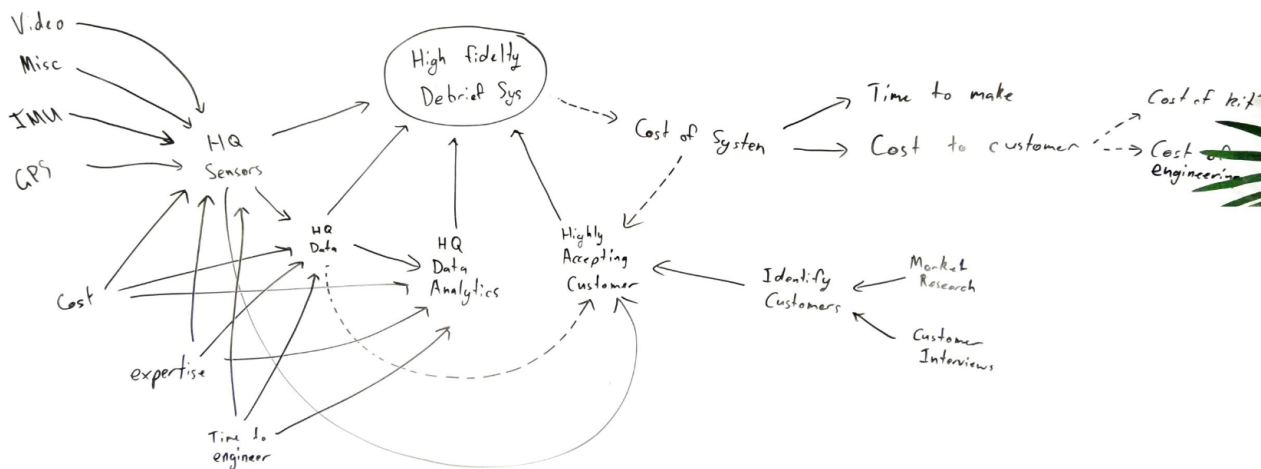 Video
Misc
IMU
GPS
HQ
Sensors
High fidelty
Debrief Sys
Cost of System
Time to make
Cost to customer
Cost of kit
Cost of
engineering
HQ
Data
HQ
Data
Analytics
Highly
Accepting
Customer
Identify
Customers
Market
Research
Customer
Interviews
Cost
expertise
Time to
engineer